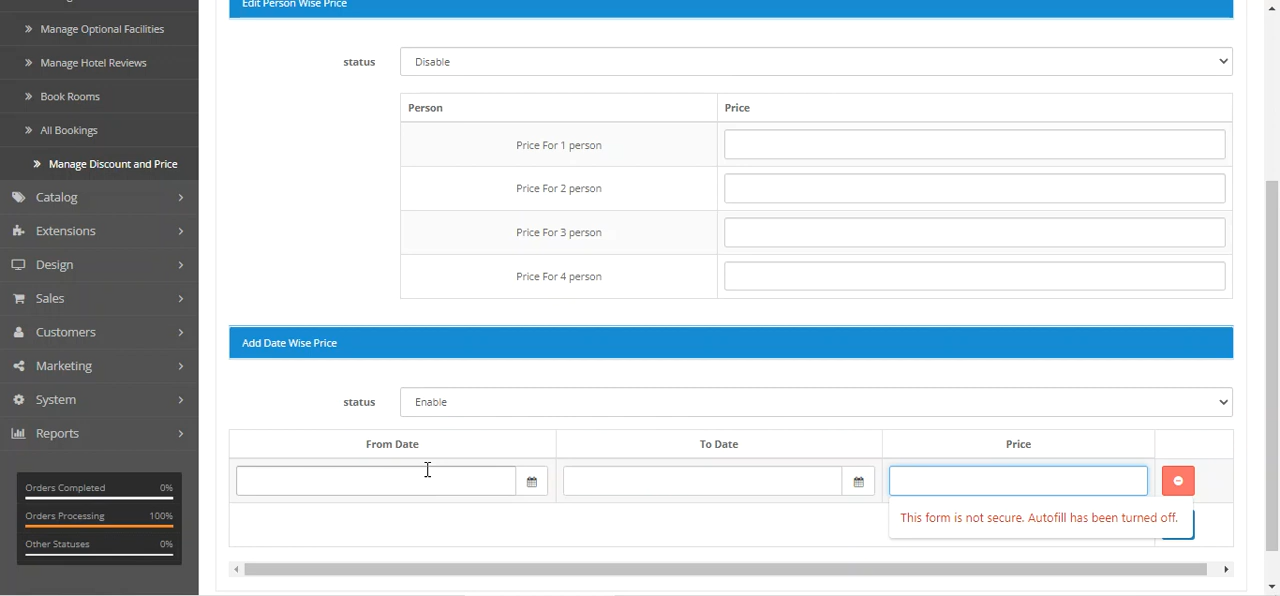 Edit Person Wise Price
Manage Optional Facilities
Manage Hotel Reviews
Book Rooms
All Bookings
Manage Discount and Price
Catalog
Extensions
Design
Sales
Customers
Marketing
System
Reports
Orders Completed 0%
Orders Processing 100%
Other Statuses 0%
status Disable
Person Price
Price For 1 person
Price For 2 person
Price For 3 person
Price For 4 person
Add Date Wise Price
status Enable
From Date To Date Price
This form is not secure. Autofill has been turned off.